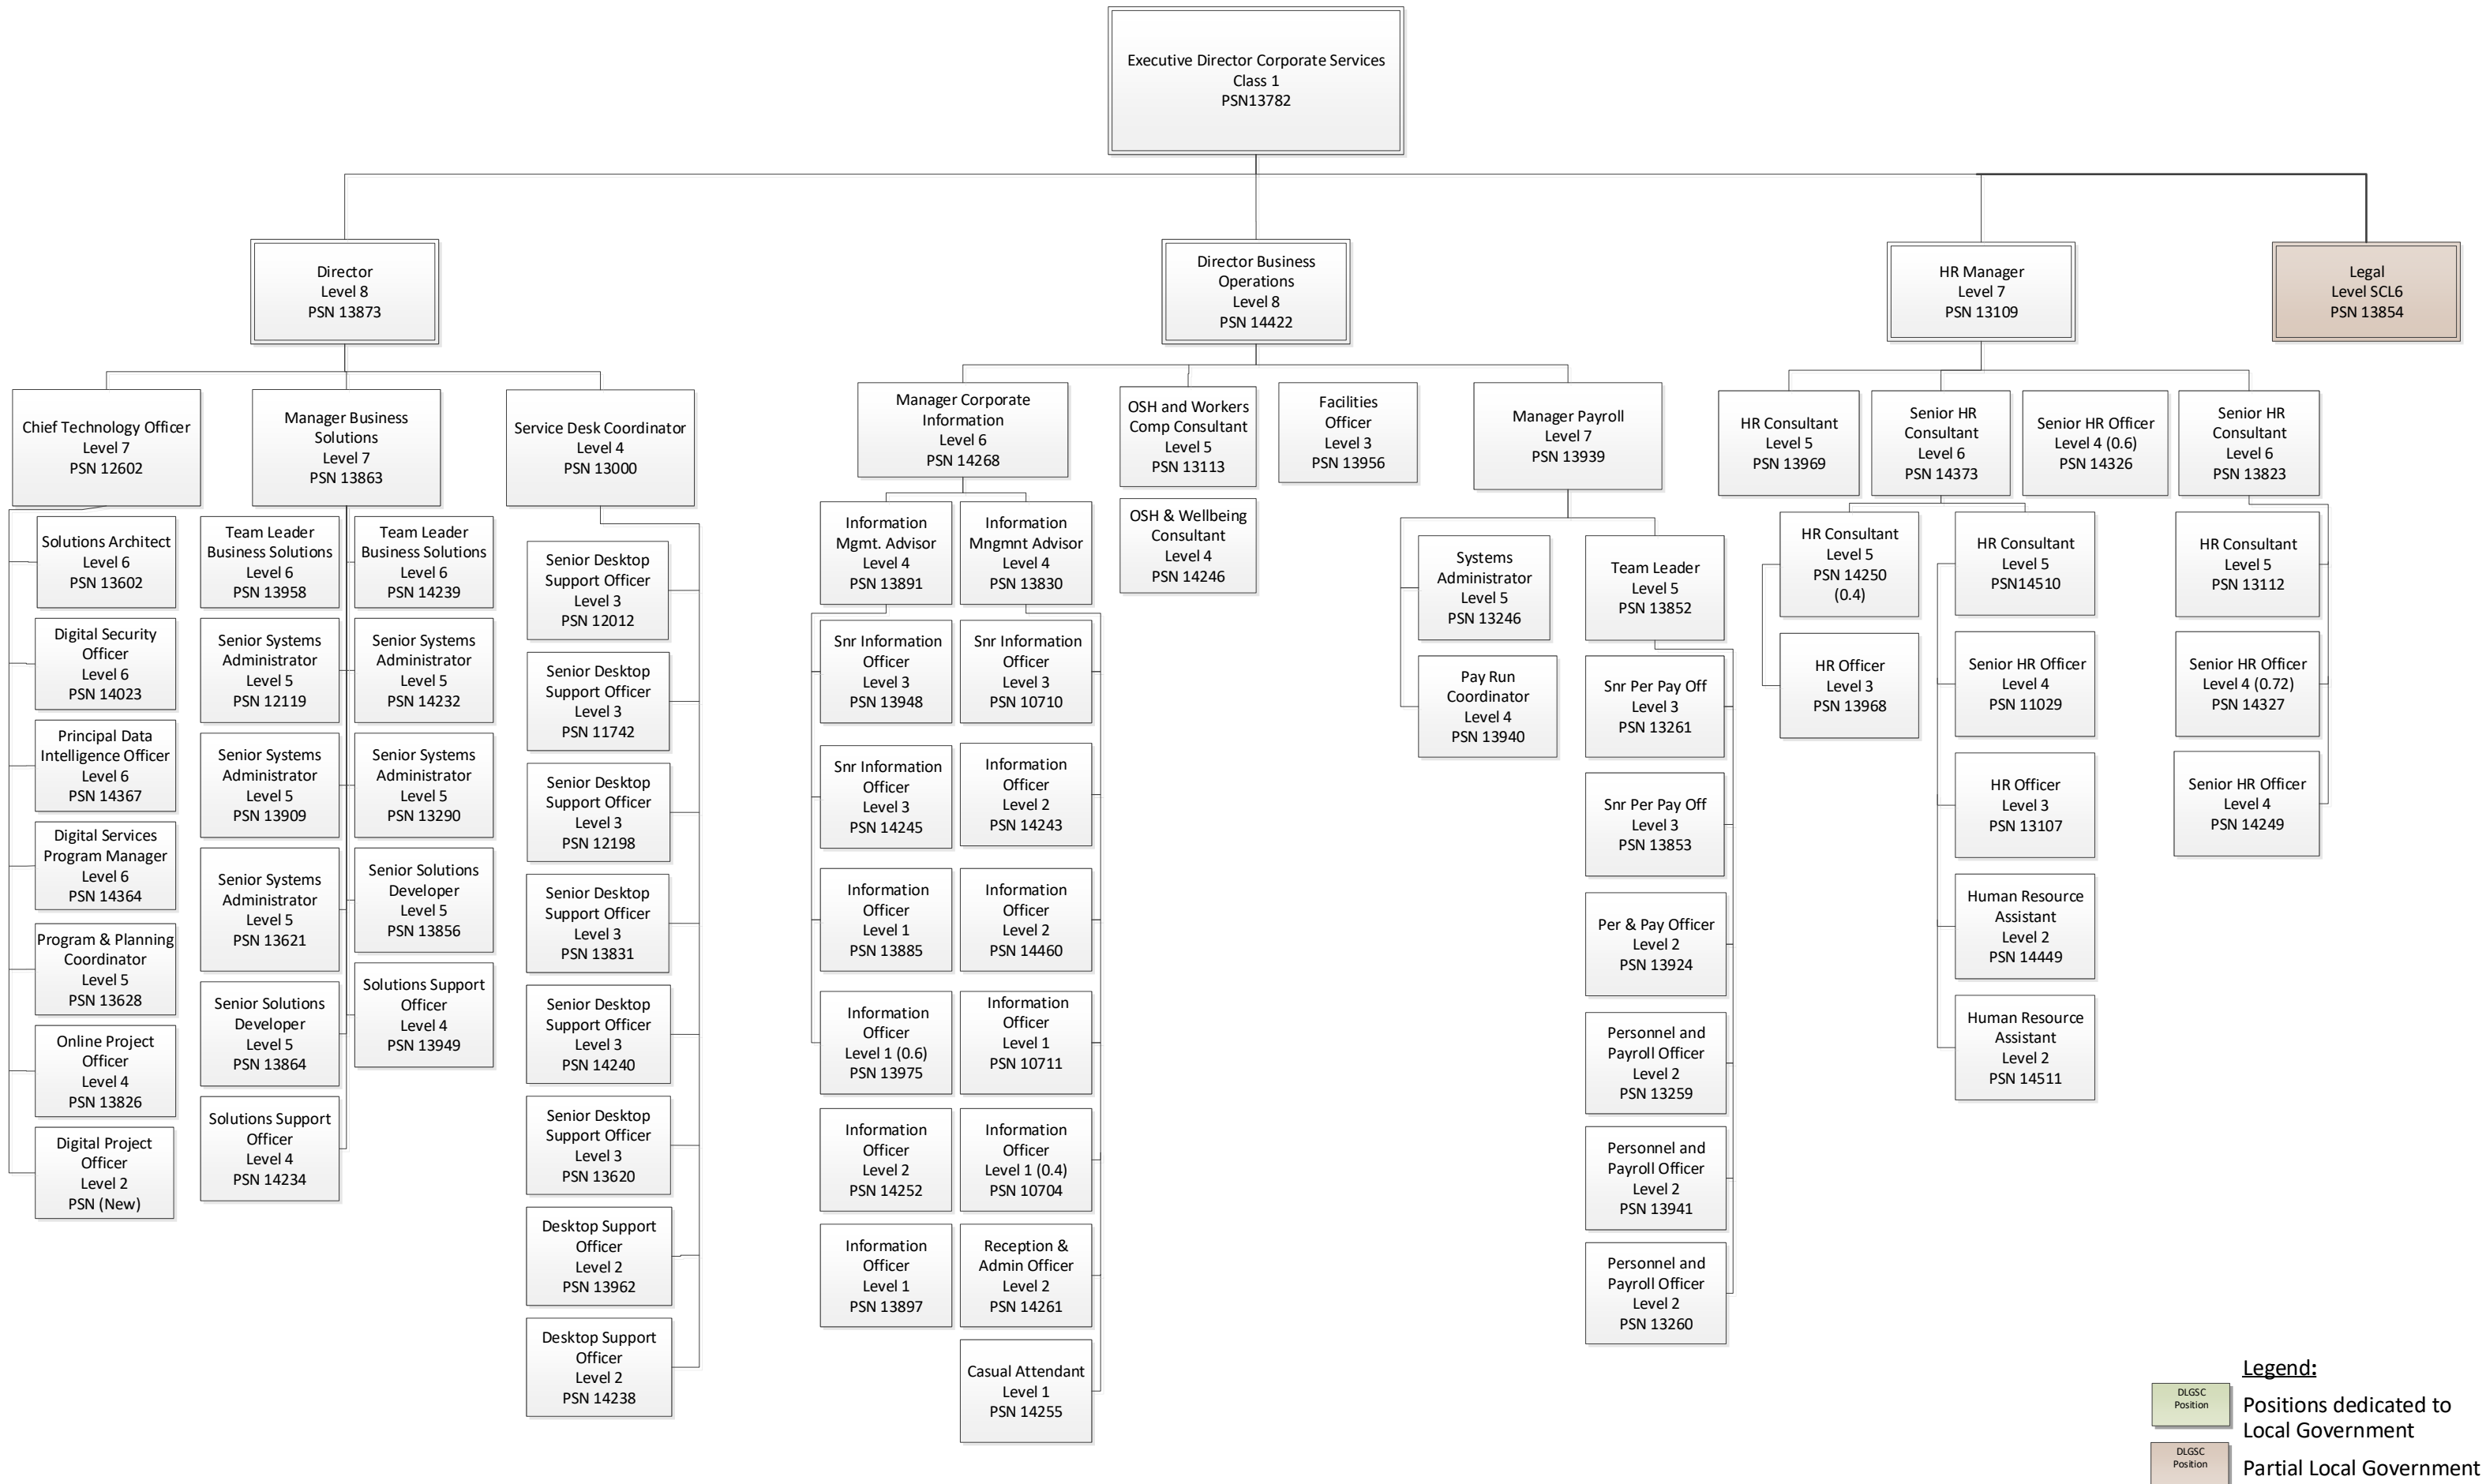 Executive Director Corporate Services
Class 1
PSN13782
Director
Level 8
PSN 13873
Director Business
Operations
Level 8
PSN 14422
HR Manager
Level 7
PSN 13109
Legal
Level SCL6
PSN 13854
Chief Technology Officer
Level 7
PSN 12602
Manager Business
Solutions
Level 7
PSN 13863
Service Desk Coordinator
Level 4
PSN 13000
Manager Corporate
Information
Level 6
PSN 14268
OSH and Workers
Comp Consultant
Level 5
PSN 13113
Facilities
Officer
Level 3
PSN 13956
Manager Payroll
Level 7
PSN 13939
HR Consultant
Level 5
PSN 13969
Senior HR
Consultant
Level 6
PSN 14373
Senior HR Officer
Level 4 (0.6)
PSN 14326
Senior HR
Consultant
Level 6
PSN 13823
Solutions Architect
Level 6
PSN 13602
Digital Security
Officer
Level 6
PSN 14023
Principal Data
Intelligence Officer
Level 6
PSN 14367
Digital Services
Program Manager
Level 6
PSN 14364
Program & Planning
Coordinator
Level 5
PSN 13628
Online Project
Officer
Level 4
PSN 13826
Digital Project
Officer
Level 2
PSN (New)
Team Leader
Business Solutions
Level 6
PSN 13958
Senior Systems
Administrator
Level 5
PSN 12119
Senior Systems
Administrator
Level 5
PSN 13909
Senior Systems
Administrator
Level 5
PSN 13621
Senior Solutions
Developer
Level 5
PSN 13864
Solutions Support
Officer
Level 4
PSN 14234
Team Leader
Business Solutions
Level 6
PSN 14239
Senior Systems
Administrator
Level 5
PSN 14232
Senior Systems
Administrator
Level 5
PSN 13290
Senior Solutions
Developer
Level 5
PSN 13856
Solutions Support
Officer
Level 4
PSN 13949
Senior Desktop
Support Officer
Level 3
PSN 12012
Senior Desktop
Support Officer
Level 3
PSN 11742
Senior Desktop
Support Officer
Level 3
PSN 12198
Senior Desktop
Support Officer
Level 3
PSN 13831
Senior Desktop
Support Officer
Level 3
PSN 14240
Senior Desktop
Support Officer
Level 3
PSN 13620
Desktop Support
Officer
Level 2
PSN 13962
Desktop Support
Officer
Level 2
PSN 14238
Information
Mgmt. Advisor
Level 4
PSN 13891
Snr Information
Officer
Level 3
PSN 13948
Snr Information
Officer
Level 3
PSN 14245
Information
Officer
Level 1
PSN 13885
Information
Officer
Level 1 (0.6)
PSN 13975
Information
Officer
Level 2
PSN 14252
Information
Officer
Level 1
PSN 13897
Information
Mngmnt Advisor
Level 4
PSN 13830
Snr Information
Officer
Level 3
PSN 10710
Information
Officer
Level 2
PSN 14243
Information
Officer
Level 2
PSN 14460
Information
Officer
Level 1
PSN 10711
Information
Officer
Level 1 (0.4)
PSN 10704
Reception &
Admin Officer
Level 2
PSN 14261
Casual Attendant
Level 1
PSN 14255
OSH & Wellbeing
Consultant
Level 4
PSN 14246
Systems
Administrator
Level 5
PSN 13246
Pay Run
Coordinator
Level 4
PSN 13940
Team Leader
Level 5
PSN 13852
Snr Per Pay Off
Level 3
PSN 13261
Snr Per Pay Off
Level 3
PSN 13853
Per & Pay Officer
Level 2
PSN 13924
Personnel and
Payroll Officer
Level 2
PSN 13259
Personnel and
Payroll Officer
Level 2
PSN 13941
Personnel and
Payroll Officer
Level 2
PSN 13260
HR Consultant
Level 5
PSN 14250
(0.4)
HR Officer
Level 3
PSN 13968
HR Consultant
Level 5
PSN14510
Senior HR Officer
Level 4
PSN 11029
HR Officer
Level 3
PSN 13107
Human Resource
Assistant
Level 2
PSN 14449
Human Resource
Assistant
Level 2
PSN 14511
HR Consultant
Level 5
PSN 13112
Senior HR Officer
Level 4 (0.72)
PSN 14327
Senior HR Officer
Level 4
PSN 14249
Legend:
DLGSC
Position
Positions dedicated to
Local Government
DLGSC
Position
Partial Local Government